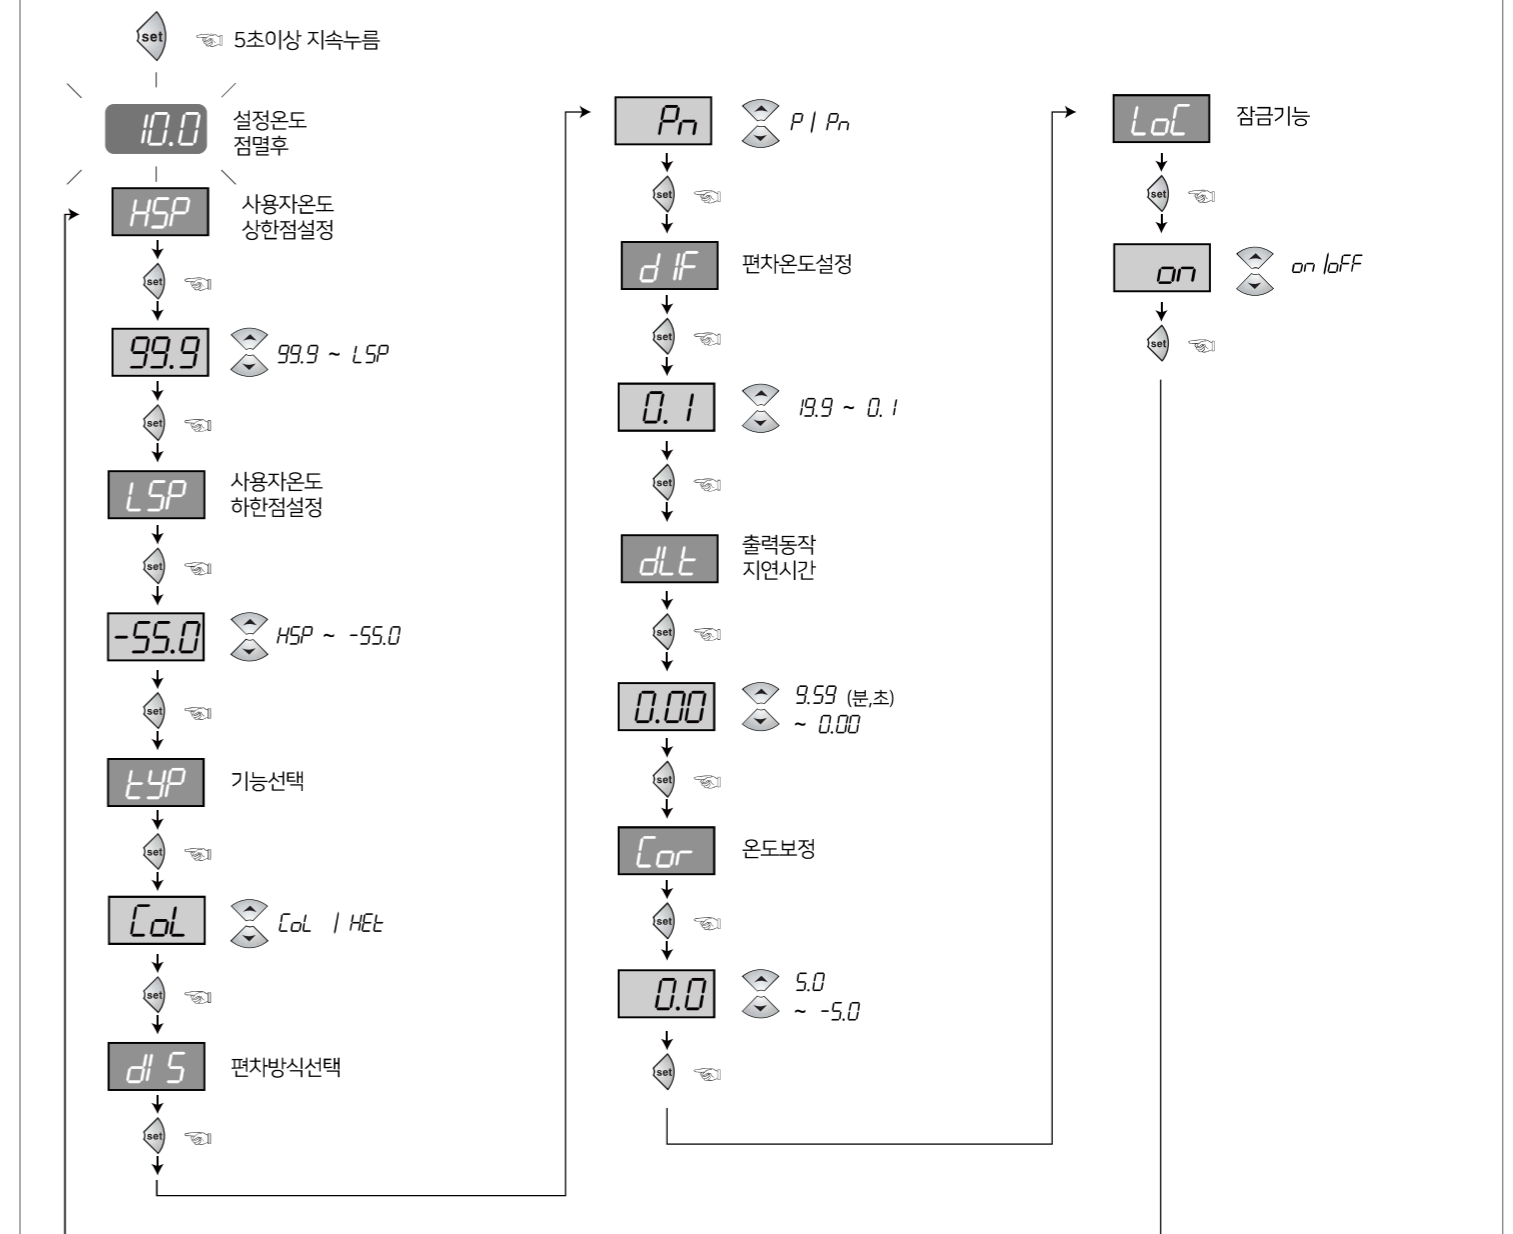 set
5초이상 지속누름
10.0
설정온도
점멸후
HSP
사용자온도
상한점설정
set
99.9
99.9 ~ LSP
set
LSP
사용자온도
하한점설정
set
-55.0
HSP ~ -55.0
set
tyP
기능선택
set
CoL
CoL | HEt
set
dIS
편차방식선택
set
Pn
P | Pn
set
dIF
편차온도설정
set
0.1
19.9 ~ 0.1
set
dLt
출력동작
지연시간
set
0.00
9.59 (분,초)
~ 0.00
set
Cor
온도보정
set
0.0
5.0
~ -5.0
set
LoC
잠금기능
set
on
on |oFF
set